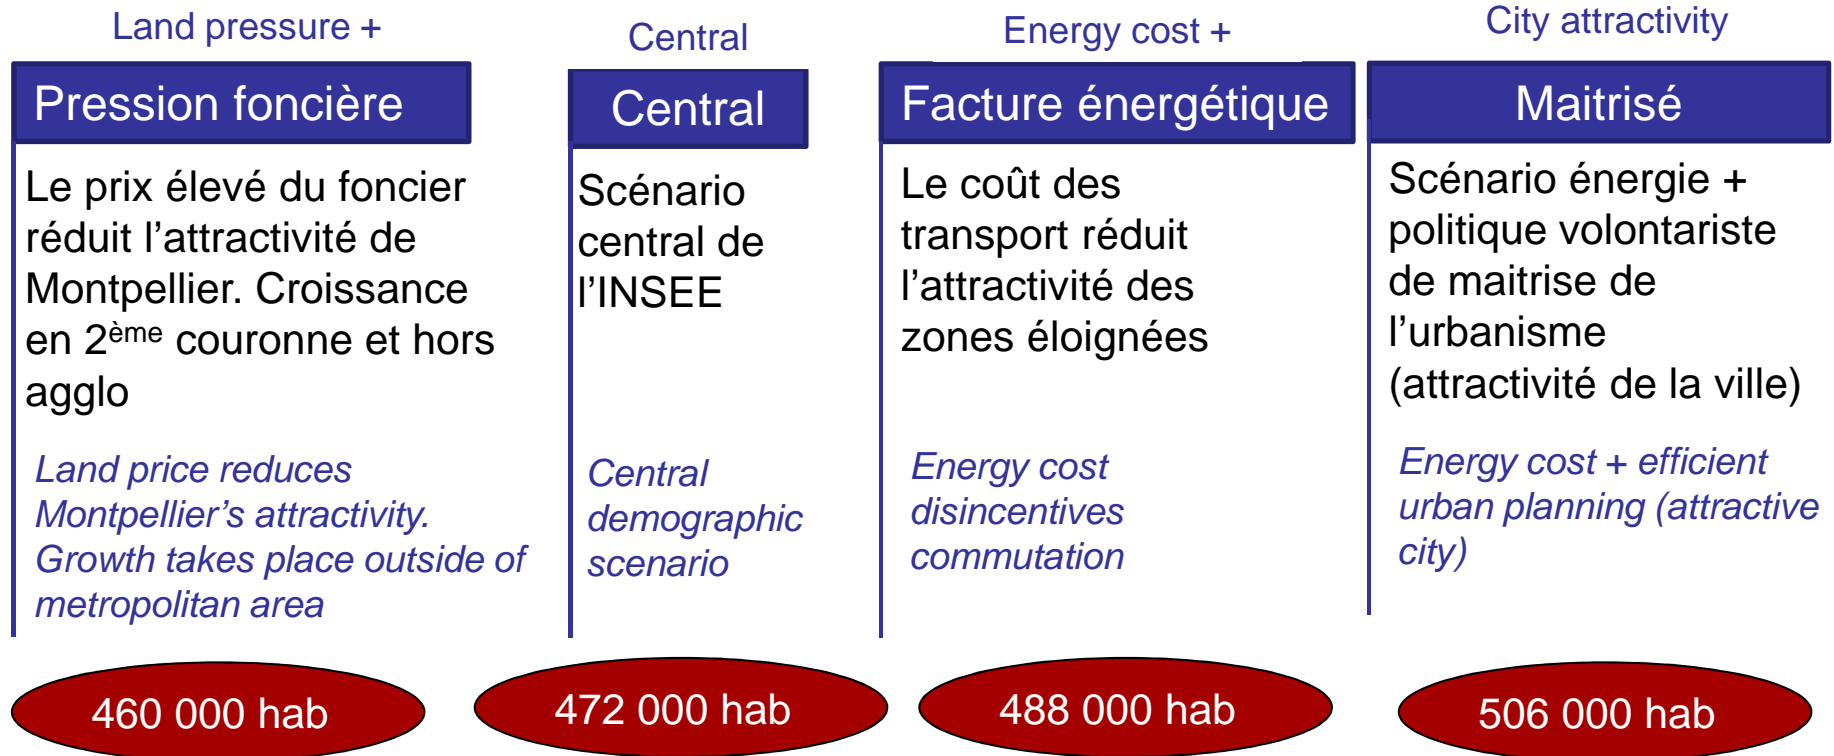 Land pressure +
Pression foncière
Le prix élevé du foncier
réduit l’attractivité de
Montpellier. Croissance
en 2ème couronne et hors
agglo
Land price reduces
Montpellier’s attractivity.
Growth takes place outside of
metropolitan area
460 000 hab
Central
Central
Scénario
central de
l’INSEE
Central
demographic
scenario
472 000 hab
Energy cost +
Facture énergétique
Le coût des
transport réduit
l’attractivité des
zones éloignées
Energy cost
disincentives
commutation
488 000 hab
City attractivity
Maitrisé
Scénario énergie +
politique volontariste
de maitrise de
l’urbanisme
(attractivité de la ville)
Energy cost + efficient
urban planning (attractive
city)
506 000 hab